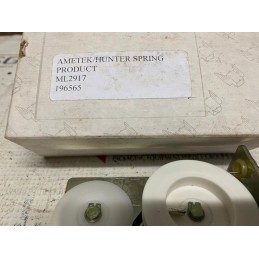 AMETEK/HUNTER SPRING
PRODUCT
ML2917
196565